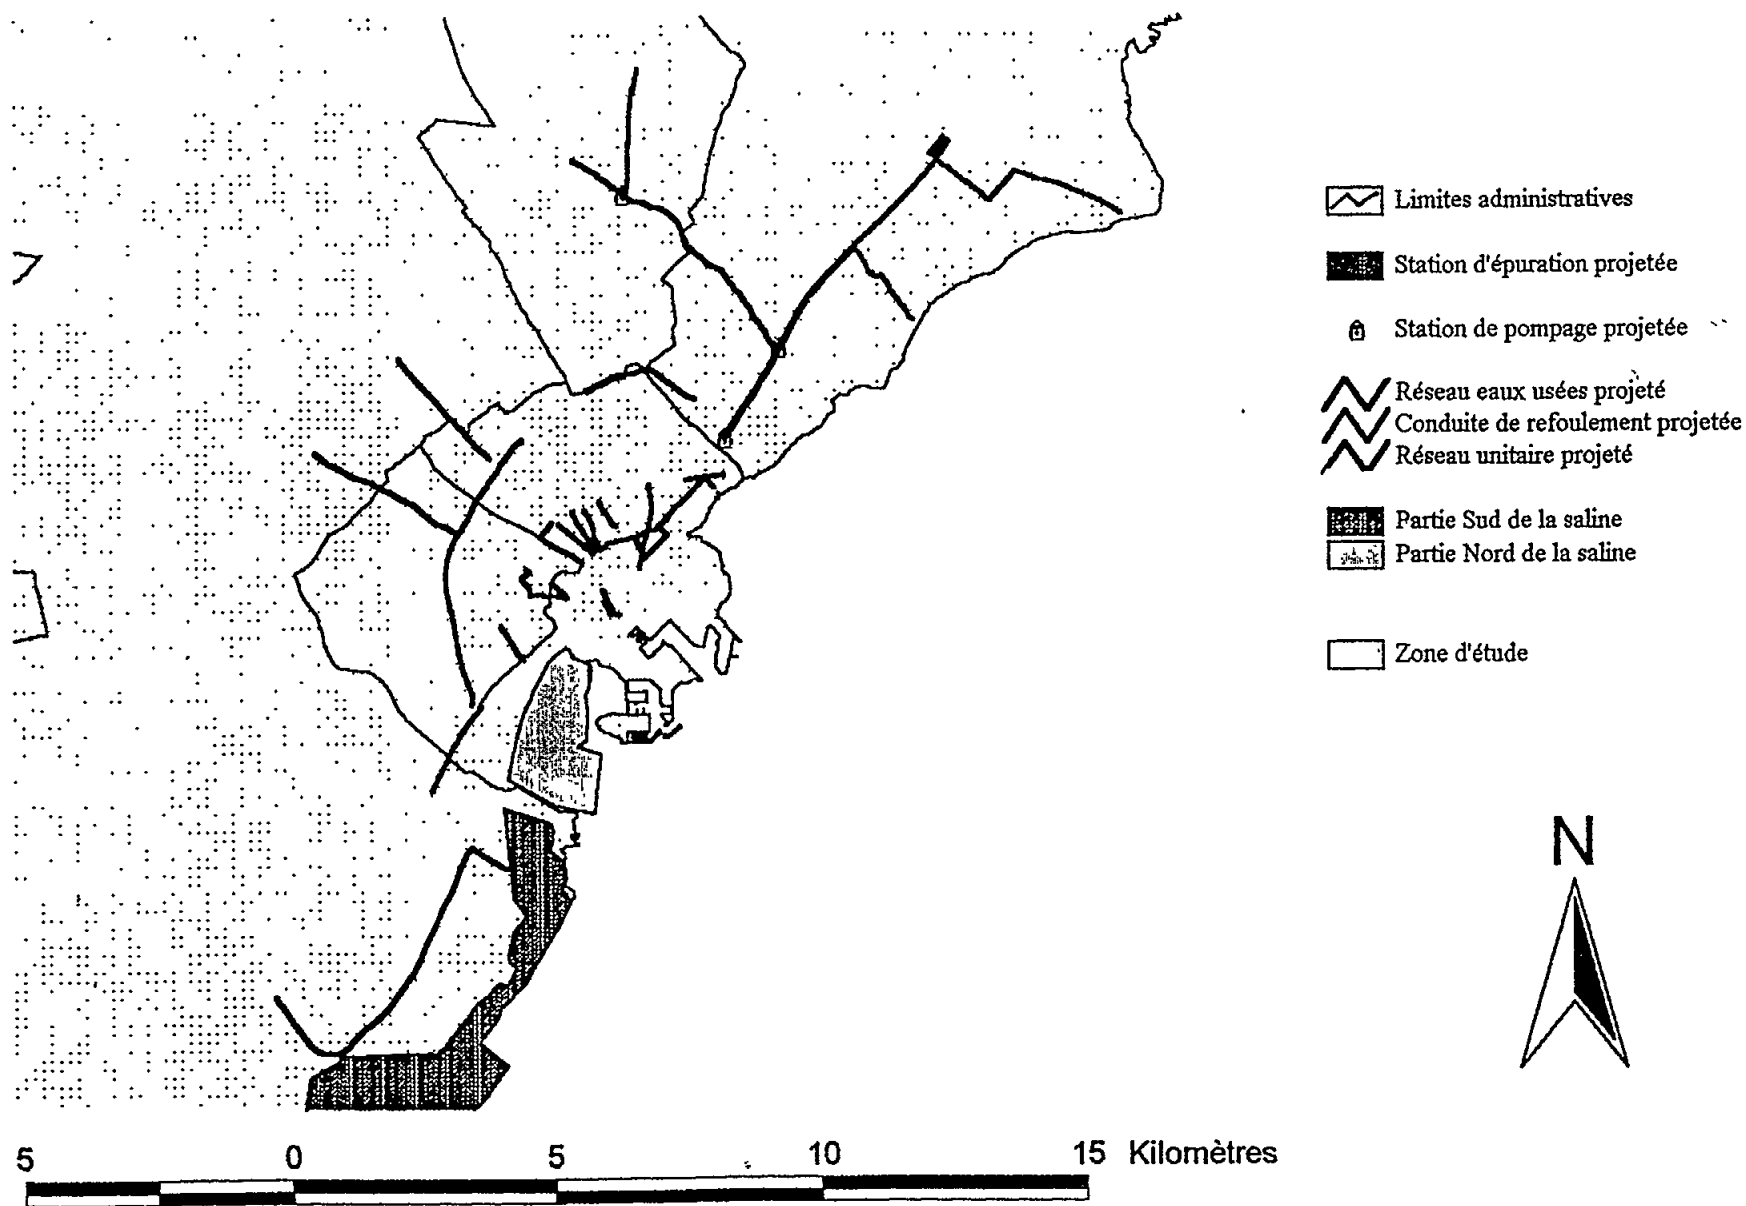 Limites administratives
Station d'épuration projetée
Station de pompage projetée
Réseau eaux usées projeté
Conduite de refoulement projetée
Réseau unitaire projeté
Partie Sud de la saline
Partie Nord de la saline
Zone d'étude
N
5 0 5 10 15 Kilomètres